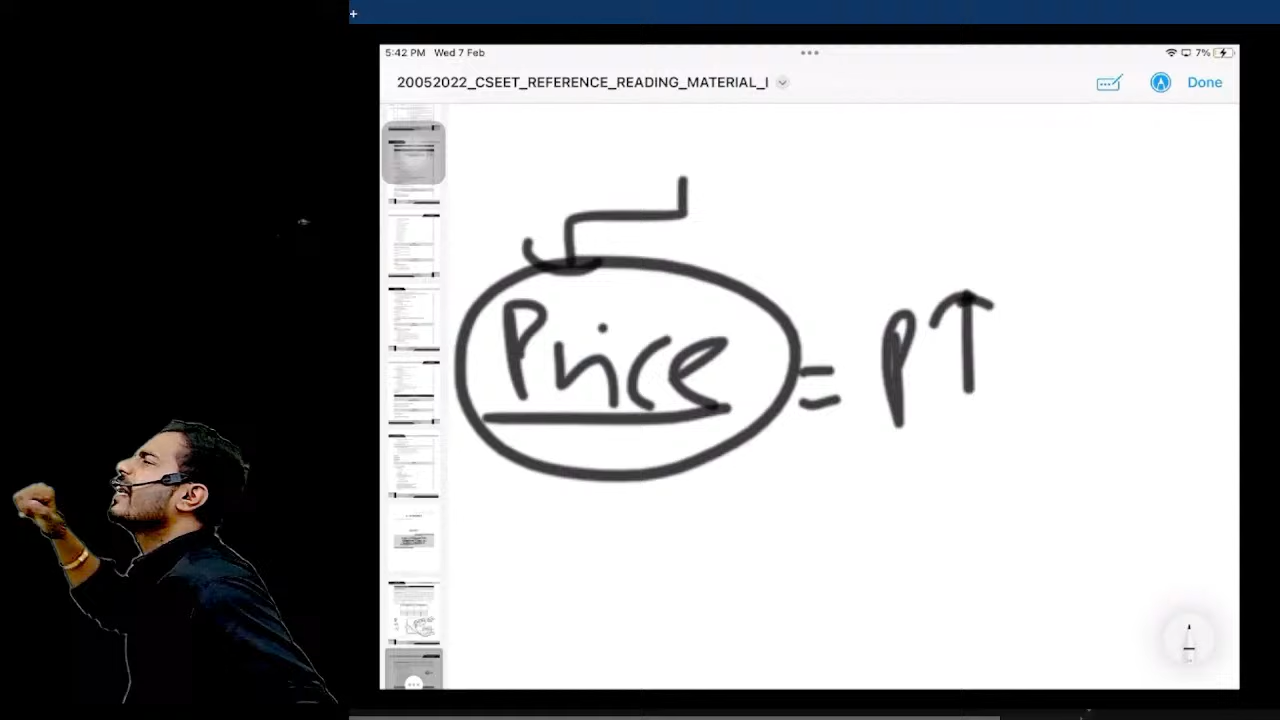 5:42 PM Wed 7 Feb
7%
20052022_CSEET_REFERENCE_READING_MATERIAL_I
Done
Price = P↑